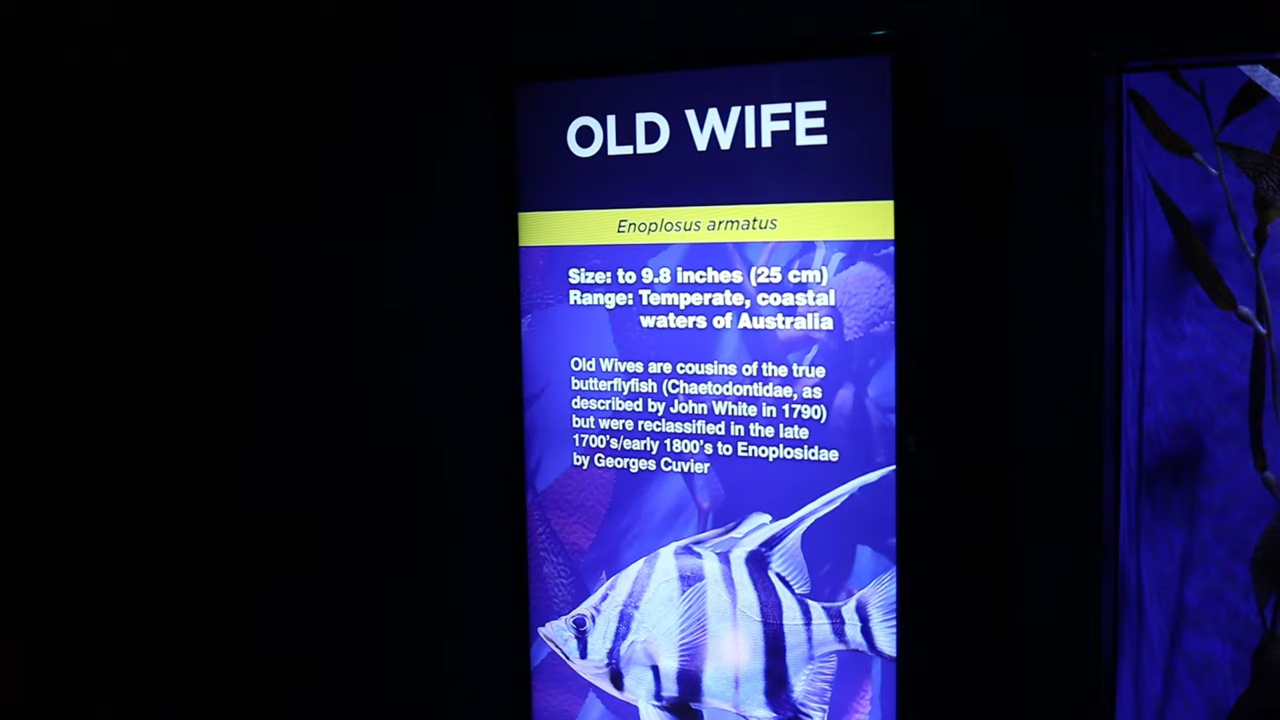 OLD WIFE
Enoplosus armatus
Size: to 9.8 inches (25 cm)
Range: Temperate, coastal
waters of Australia
Old Wives are cousins of the true
butterflyfish (Chaetodontidae, as
described by John White in 1790)
but were reclassified in the late
1700's/early 1800's to Enoplosidae
by Georges Cuvier